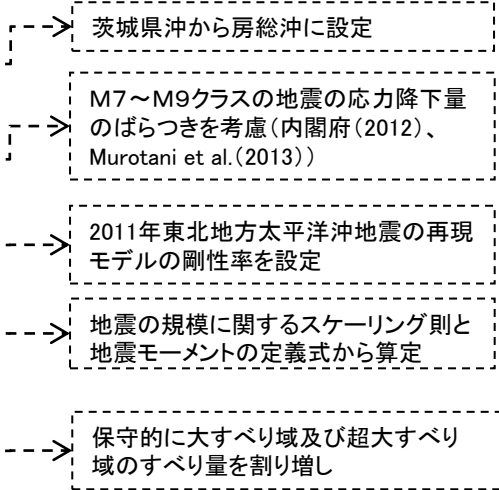 茨城県沖から房総沖に設定
M7～M9クラスの地震の応力降下量
のばらつきを考慮(内閣府(2012)、
Murotani et al.(2013))
2011年東北地方太平洋沖地震の再現
モデルの剛性率を設定
地震の規模に関するスケーリング則と
地震モーメントの定義式から算定
保守的に大すべり域及び超大すべり
域のすべり量を割り増し